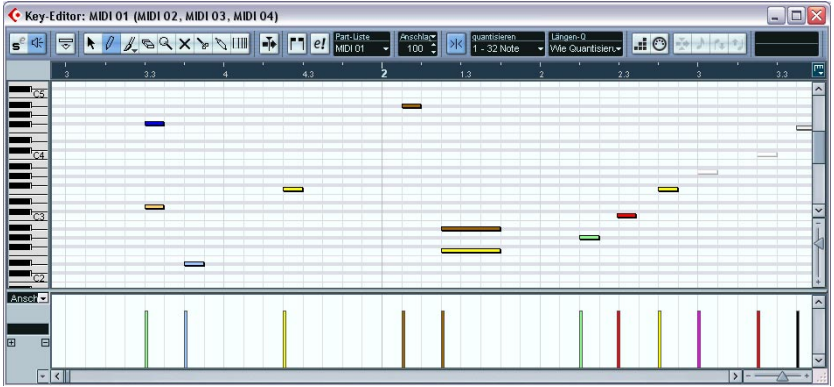 Key-Editor: MIDI 01 (MIDI 02, MIDI 03, MIDI 04)
Part-Liste Anschlag quantisieren Längen-Q
MIDI 01 100 1 - 32 Note Wie Quantisieru
3 3.3 4 4.3 2 1.3 2 2.3 3 3.3
C5
C4
C3
C2
Ansch